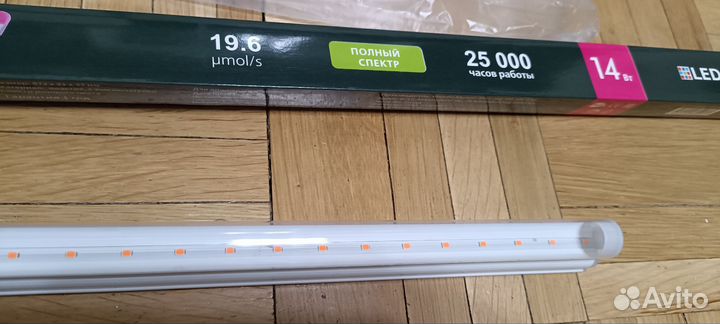 19.6
μmol/s
ПОЛНЫЙ
СПЕКТР
25 000
часов работы
14 Вт
LED
Avito